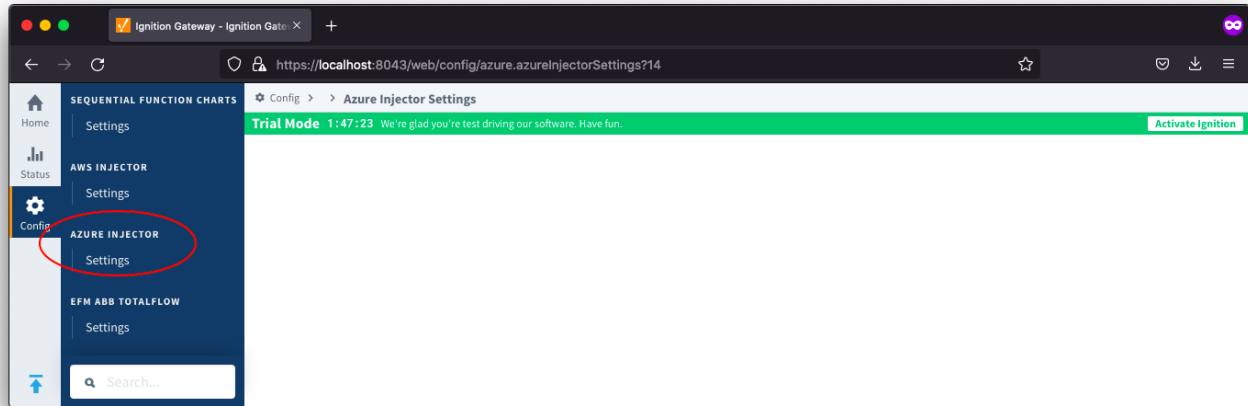 Ignition Gateway - Ignition Gate
https://localhost:8043/web/config/azure.azureInjectorSettings?14
Home
Status
Config
SEQUENTIAL FUNCTION CHARTS
Settings
AWS INJECTOR
Settings
AZURE INJECTOR
Settings
EFM ABB TOTALFLOW
Settings
Search...
Config > > Azure Injector Settings
Trial Mode 1:47:23 We're glad you're test driving our software. Have fun.
Activate Ignition